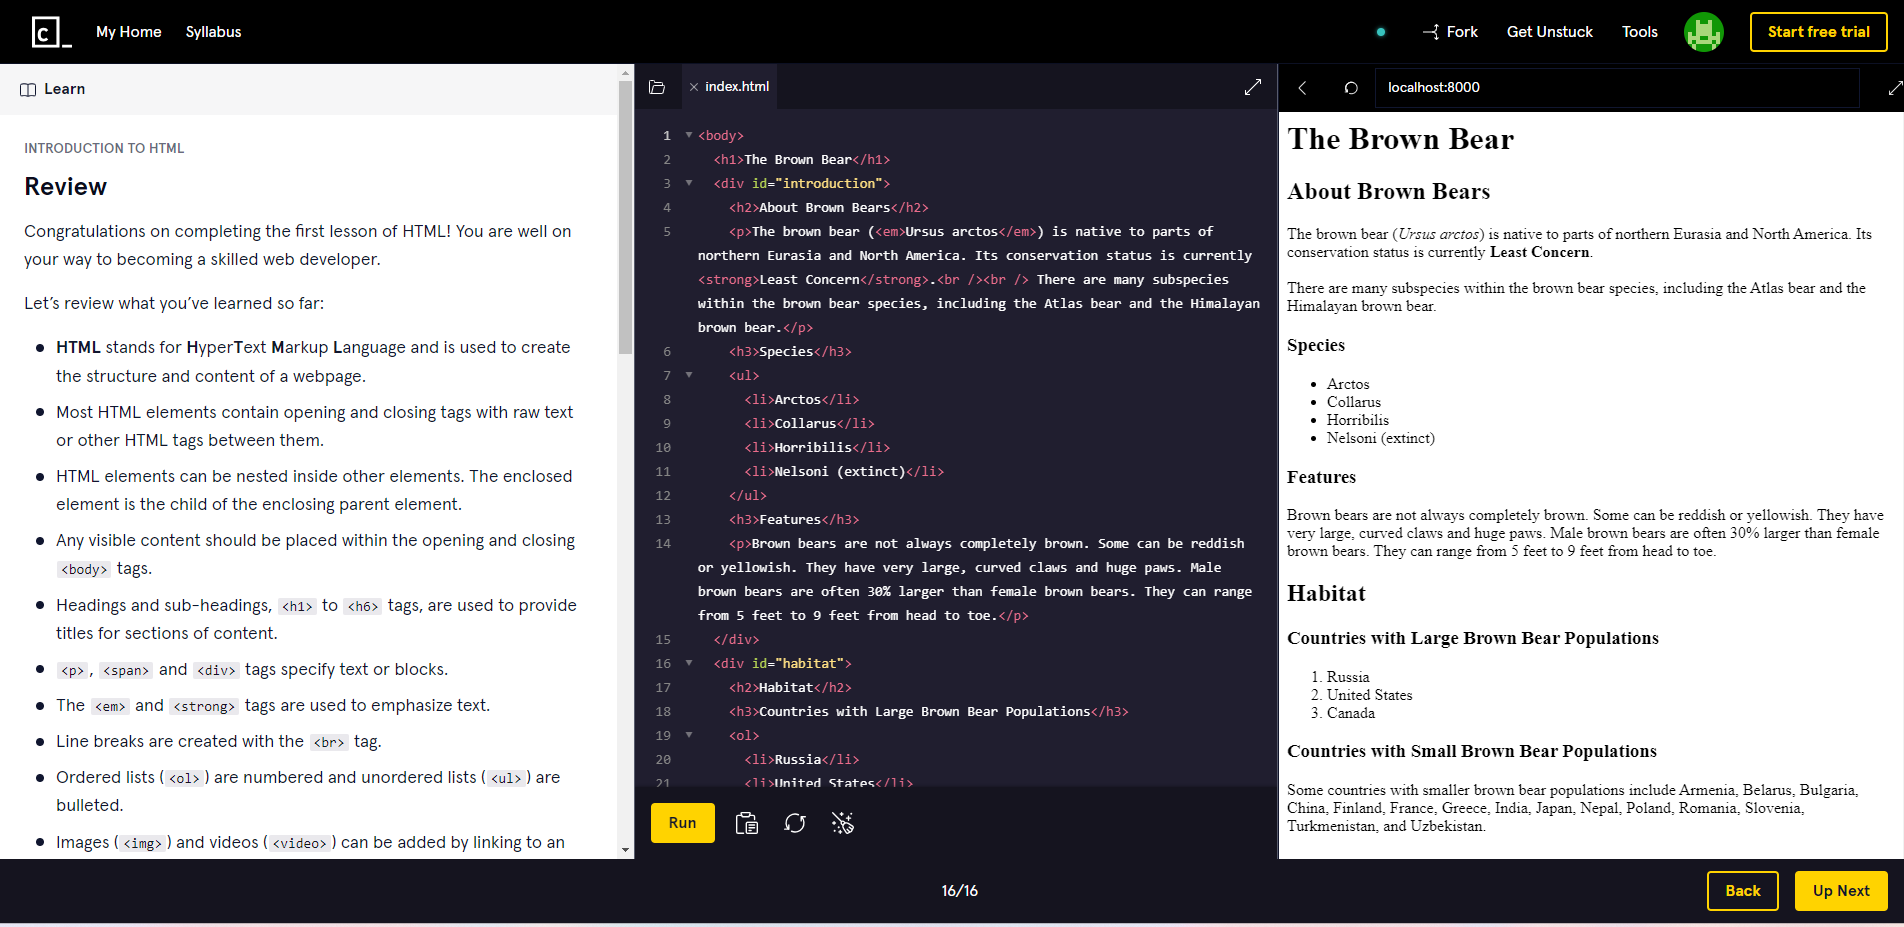 c_ My Home Syllabus Fork Get Unstuck Tools Start free trial
Learn
INTRODUCTION TO HTML
Review
Congratulations on completing the first lesson of HTML! You are well on
your way to becoming a skilled web developer.
Let’s review what you’ve learned so far:
HTML stands for HyperText Markup Language and is used to create
the structure and content of a webpage.
Most HTML elements contain opening and closing tags with raw text
or other HTML tags between them.
HTML elements can be nested inside other elements. The enclosed
element is the child of the enclosing parent element.
Any visible content should be placed within the opening and closing
<body> tags.
Headings and sub-headings, <h1> to <h6> tags, are used to provide
titles for sections of content.
<p>, <span> and <div> tags specify text or blocks.
The <em> and <strong> tags are used to emphasize text.
Line breaks are created with the <br> tag.
Ordered lists (<ol>) are numbered and unordered lists (<ul>) are
bulleted.
Images (<img>) and videos (<video>) can be added by linking to an
index.html
1 <body>
2 <h1>The Brown Bear</h1>
3 <div id="introduction">
4 <h2>About Brown Bears</h2>
5 <p>The brown bear (<em>Ursus arctos</em>) is native to parts of
northern Eurasia and North America. Its conservation status is currently
<strong>Least Concern</strong>.<br /><br /> There are many subspecies
within the brown bear species, including the Atlas bear and the Himalayan
brown bear.</p>
6 <h3>Species</h3>
7 <ul>
8 <li>Arctos</li>
9 <li>Collarus</li>
10 <li>Horribilis</li>
11 <li>Nelsoni (extinct)</li>
12 </ul>
13 <h3>Features</h3>
14 <p>Brown bears are not always completely brown. Some can be reddish
or yellowish. They have very large, curved claws and huge paws. Male
brown bears are often 30% larger than female brown bears. They can range
from 5 feet to 9 feet from head to toe.</p>
15 </div>
16 <div id="habitat">
17 <h2>Habitat</h2>
18 <h3>Countries with Large Brown Bear Populations</h3>
19 <ol>
20 <li>Russia</li>
21 <li>United States</li>
Run
localhost:8000
The Brown Bear
About Brown Bears
The brown bear (Ursus arctos) is native to parts of northern Eurasia and North America. Its
conservation status is currently Least Concern.
There are many subspecies within the brown bear species, including the Atlas bear and the
Himalayan brown bear.
Species
Arctos
Collarus
Horribilis
Nelsoni (extinct)
Features
Brown bears are not always completely brown. Some can be reddish or yellowish. They have
very large, curved claws and huge paws. Male brown bears are often 30% larger than female
brown bears. They can range from 5 feet to 9 feet from head to toe.
Habitat
Countries with Large Brown Bear Populations
1. Russia
2. United States
3. Canada
Countries with Small Brown Bear Populations
Some countries with smaller brown bear populations include Armenia, Belarus, Bulgaria,
China, Finland, France, Greece, India, Japan, Nepal, Poland, Romania, Slovenia,
Turkmenistan, and Uzbekistan.
16/16
Back
Up Next